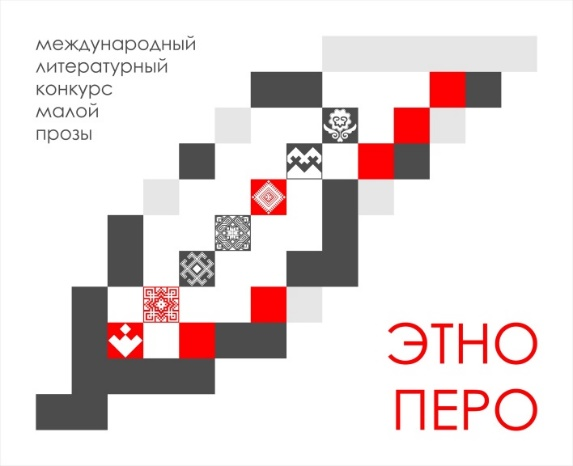 международный
литературный
конкурс
малой
прозы
ЭТНО
ПЕРО